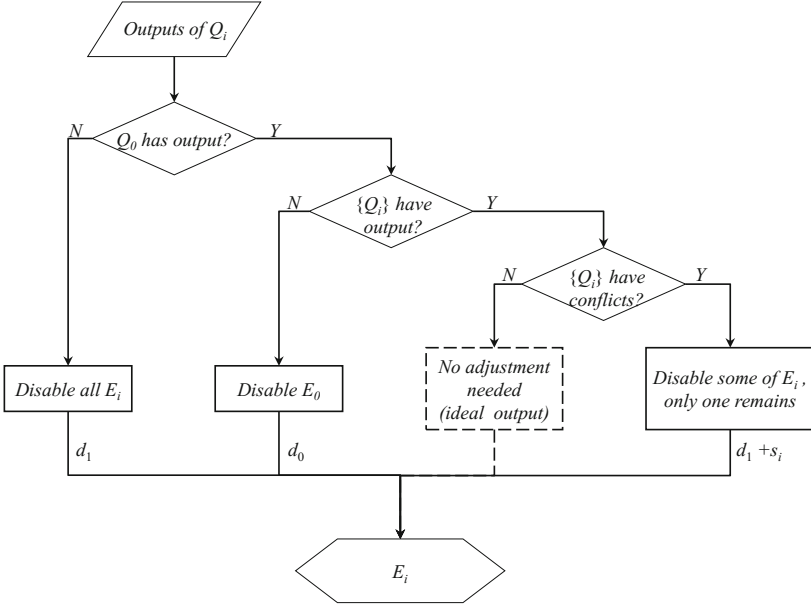 Outputs of Q_i
N
Q_0 has output?
Y
N
{Q_i} have
output?
Y
N
{Q_i} have
conflicts?
Y
Disable all E_i
Disable E_0
No adjustment
needed
(ideal output)
Disable some of E_i ,
only one remains
d_1
d_0
d_1 +s_i
E_i